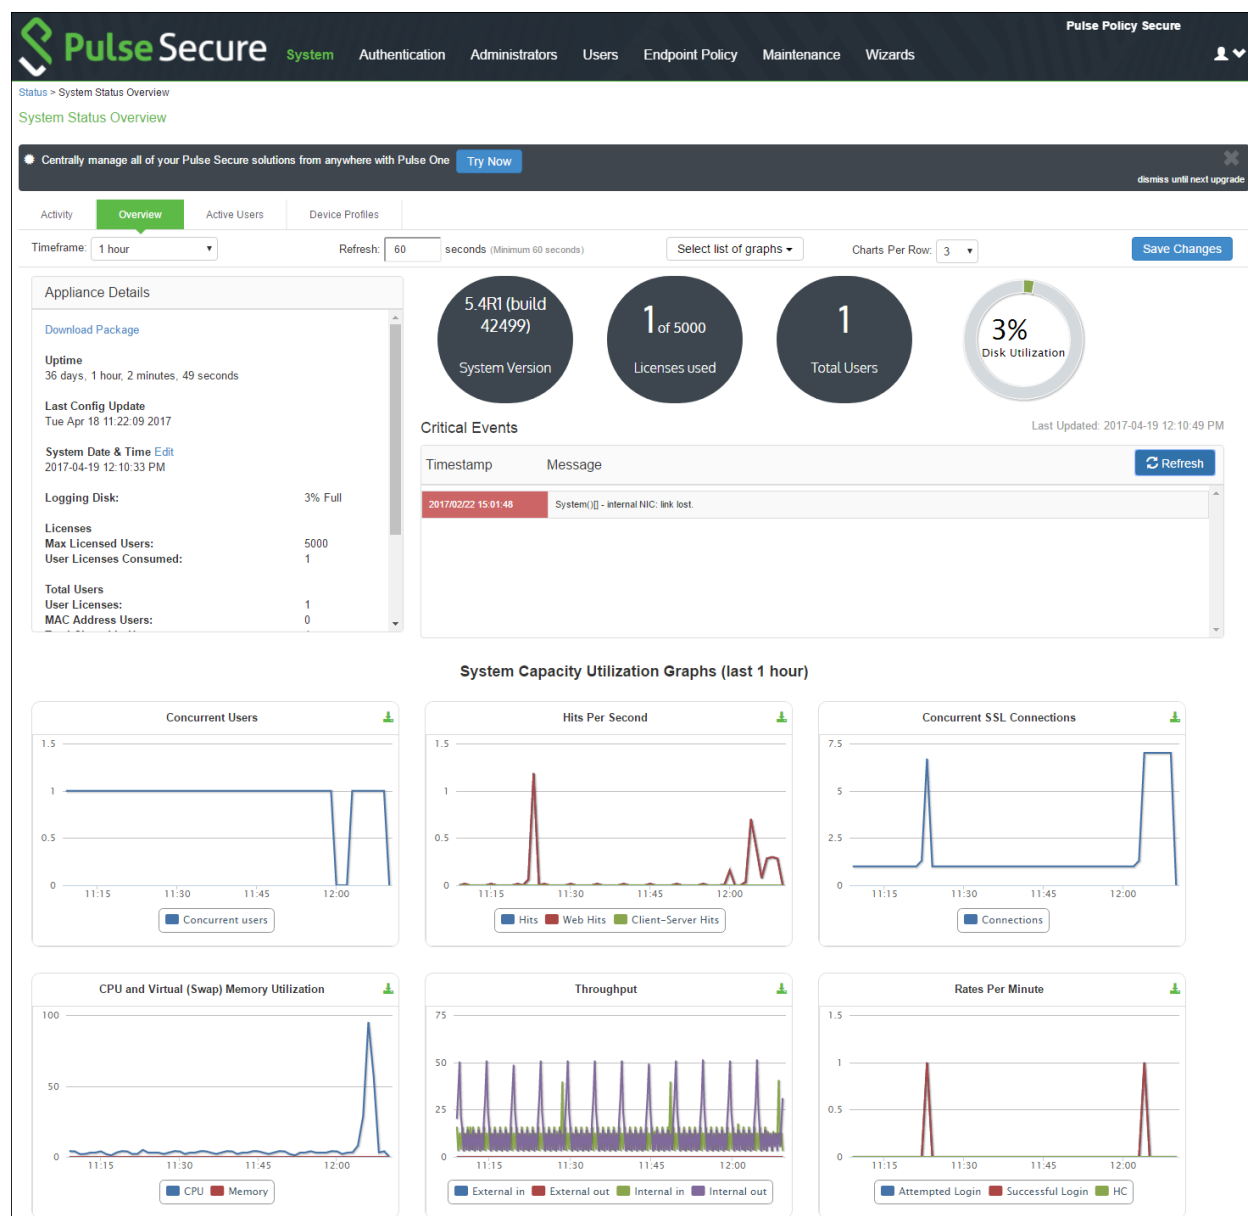 Pulse Policy Secure
Pulse Secure System Authentication Administrators Users Endpoint Policy Maintenance Wizards
Status > System Status Overview
System Status Overview
Centrally manage all of your Pulse Secure solutions from anywhere with Pulse One Try Now
dismiss until next upgrade
Activity Overview Active Users Device Profiles
Timeframe: 1 hour Refresh: 60 seconds (Minimum 60 seconds) Select list of graphs Charts Per Row: 3 Save Changes
Appliance Details
Download Package
Uptime
36 days, 1 hour, 2 minutes, 49 seconds
Last Config Update
Tue Apr 18 11:22:09 2017
System Date & Time Edit
2017-04-19 12:10:33 PM
Logging Disk: 3% Full
Licenses
Max Licensed Users: 5000
User Licenses Consumed: 1
Total Users
User Licenses: 1
MAC Address Users: 0
5.4R1 (build
42499)
System Version
1 of 5000
Licenses used
1
Total Users
3%
Disk Utilization
Critical Events Last Updated: 2017-04-19 12:10:49 PM
Timestamp Message Refresh
2017/02/22 15:01:48 System()[] - internal NIC: link lost.
System Capacity Utilization Graphs (last 1 hour)
Concurrent Users
1.5
1
0.5
0
11:15 11:30 11:45 12:00
Concurrent users
Hits Per Second
1.5
1
0.5
0
11:15 11:30 11:45 12:00
Hits Web Hits Client-Server Hits
Concurrent SSL Connections
7.5
5
2.5
0
11:15 11:30 11:45 12:00
Connections
CPU and Virtual (Swap) Memory Utilization
100
50
0
11:15 11:30 11:45 12:00
CPU Memory
Throughput
75
50
25
0
11:15 11:30 11:45 12:00
External in External out Internal in Internal out
Rates Per Minute
1.5
1
0.5
0
11:15 11:30 11:45 12:00
Attempted Login Successful Login HC